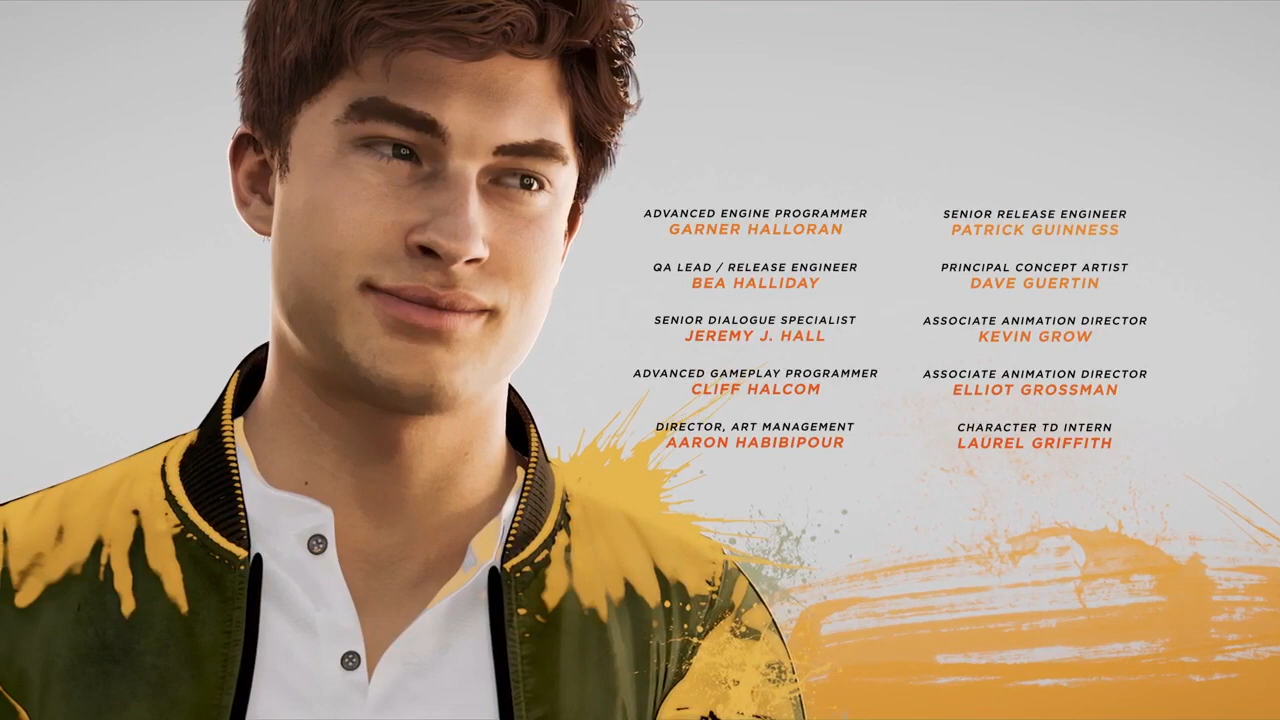 ADVANCED ENGINE PROGRAMMER
GARNER HALLORAN
QA LEAD / RELEASE ENGINEER
BEA HALLIDAY
SENIOR DIALOGUE SPECIALIST
JEREMY J. HALL
ADVANCED GAMEPLAY PROGRAMMER
CLIFF HALCOM
DIRECTOR, ART MANAGEMENT
AARON HABIBIPOUR
SENIOR RELEASE ENGINEER
PATRICK GUINNESS
PRINCIPAL CONCEPT ARTIST
DAVE GUERTIN
ASSOCIATE ANIMATION DIRECTOR
KEVIN GROW
ASSOCIATE ANIMATION DIRECTOR
ELLIOT GROSSMAN
CHARACTER TD INTERN
LAUREL GRIFFITH